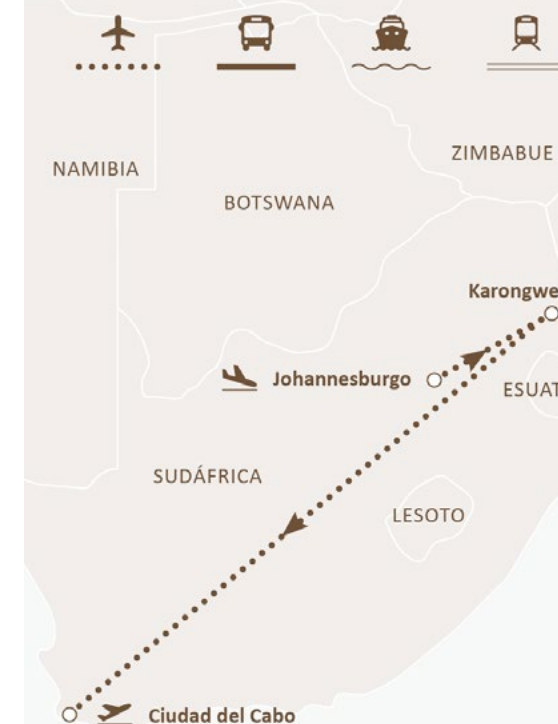 NAMIBIA
ZIMBABUE
BOTSWANA
Karongwe
Johannesburgo
ESUAT
SUDÁFRICA
LESOTO
Ciudad del Cabo